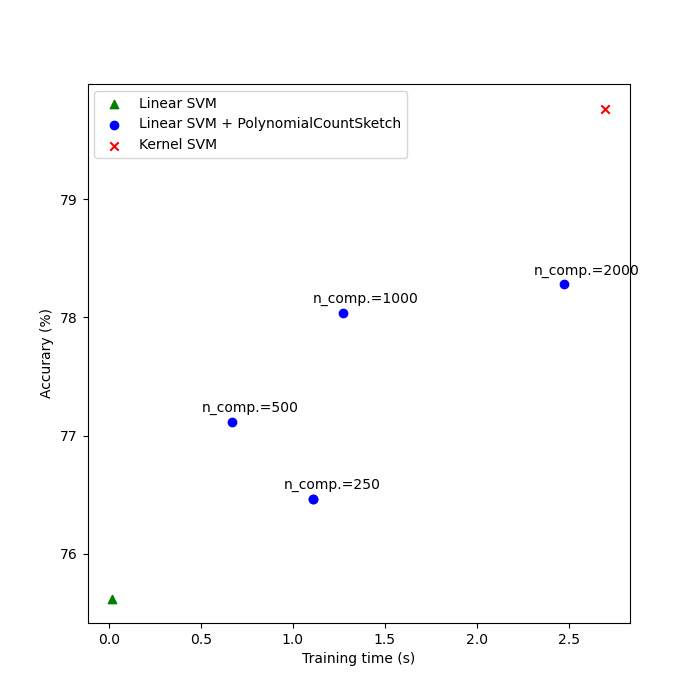 Linear SVM
Linear SVM + PolynomialCountSketch
Kernel SVM
n_comp.=2000
n_comp.=1000
n_comp.=500
n_comp.=250
79
78
77
76
Accurary (%)
0.0 0.5 1.0 1.5 2.0 2.5
Training time (s)